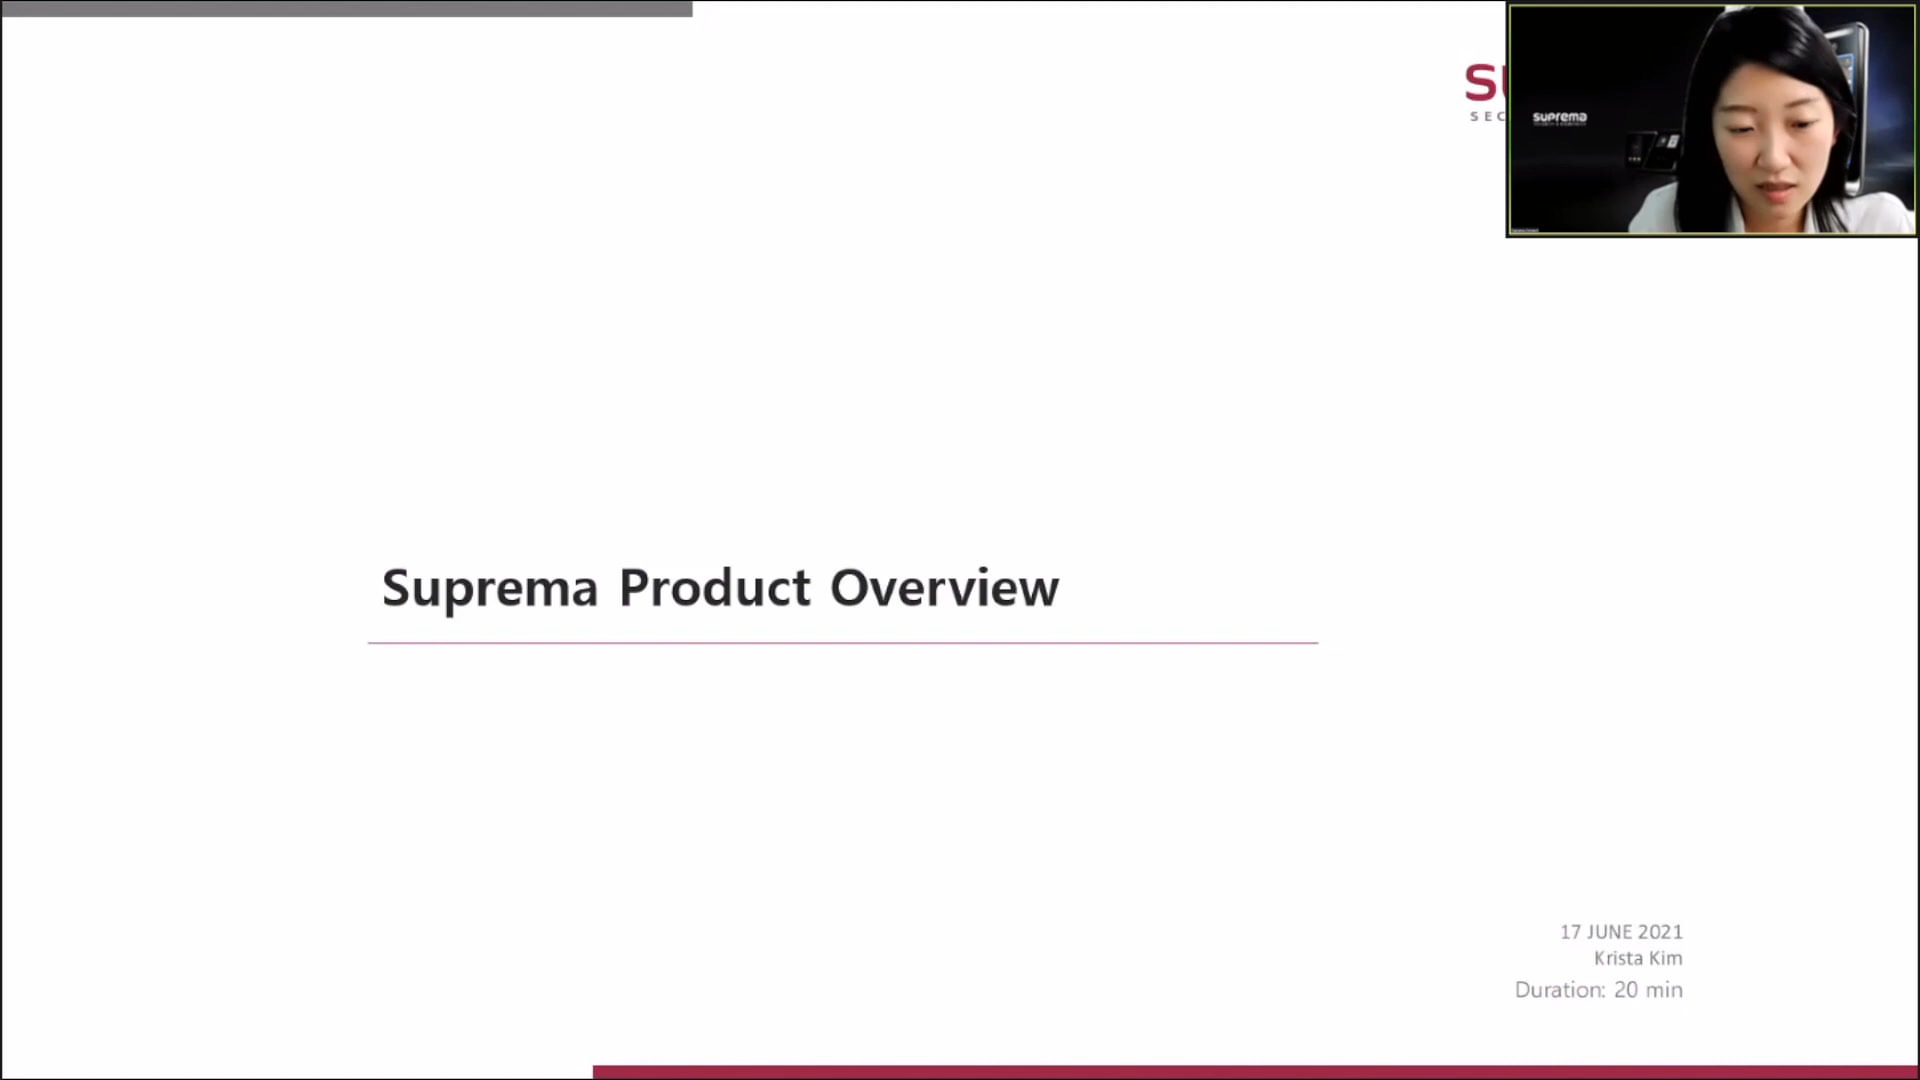 suprema
Suprema Product Overview
17 JUNE 2021
Krista Kim
Duration: 20 min